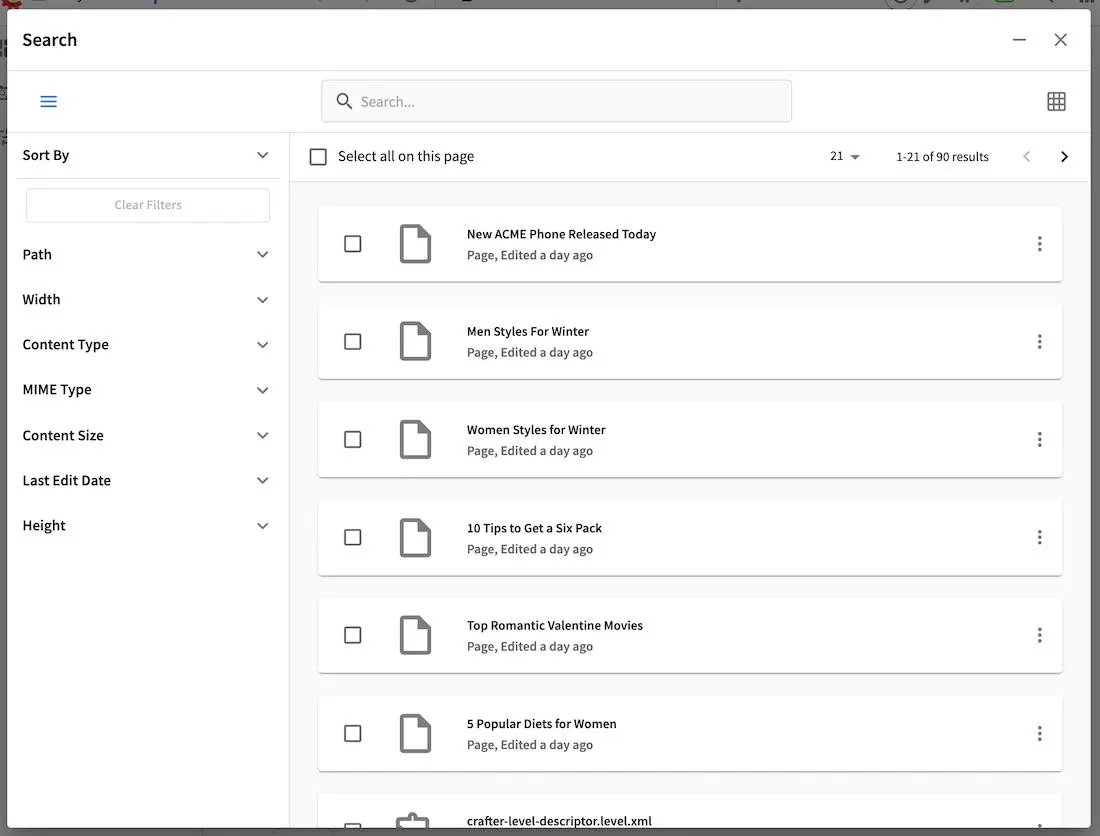 Search
Search...
Sort By
Clear Filters
Path
Width
Content Type
MIME Type
Content Size
Last Edit Date
Height
Select all on this page
21
1-21 of 90 results
New ACME Phone Released Today
Page, Edited a day ago
Men Styles For Winter
Page, Edited a day ago
Women Styles for Winter
Page, Edited a day ago
10 Tips to Get a Six Pack
Page, Edited a day ago
Top Romantic Valentine Movies
Page, Edited a day ago
5 Popular Diets for Women
Page, Edited a day ago
crafter-level-descriptor.level.xml